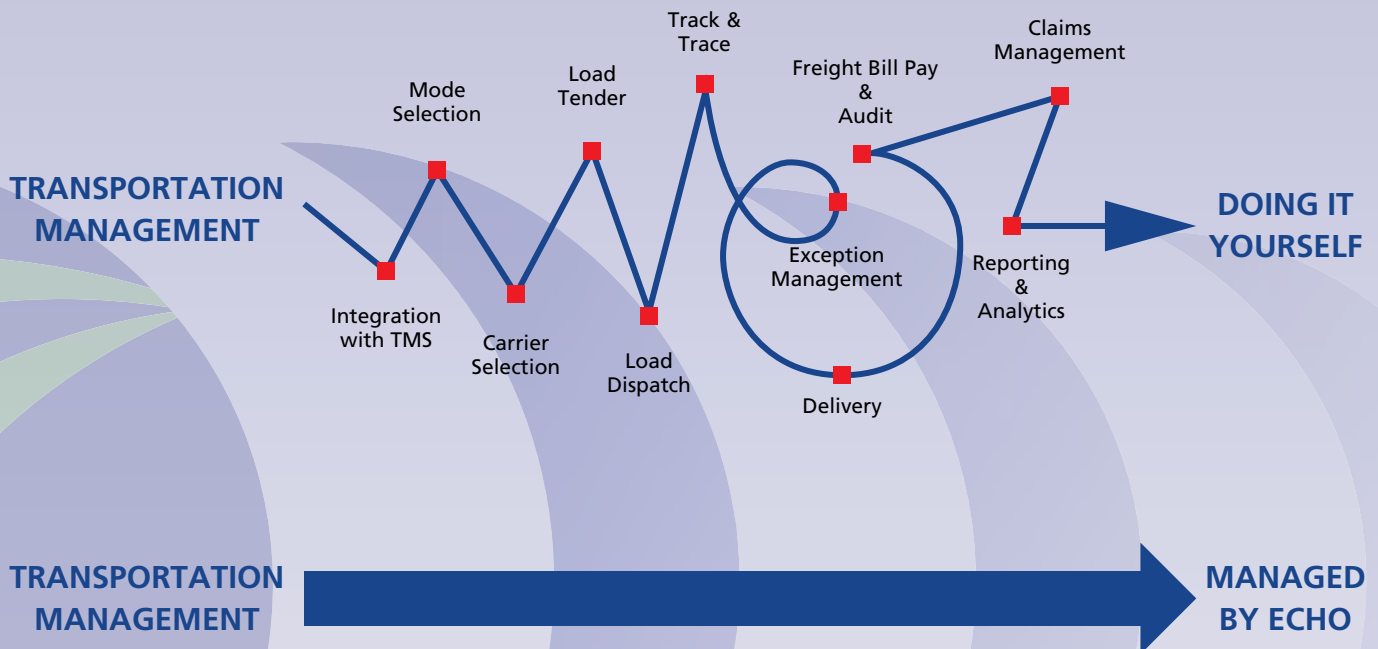 TRANSPORTATION
MANAGEMENT
Integration
with TMS
Mode
Selection
Carrier
Selection
Load
Tender
Load
Dispatch
Track &
Trace
Exception
Management
Delivery
Freight Bill Pay
&
Audit
Claims
Management
Reporting
&
Analytics
DOING IT
YOURSELF
TRANSPORTATION
MANAGEMENT
MANAGED
BY ECHO